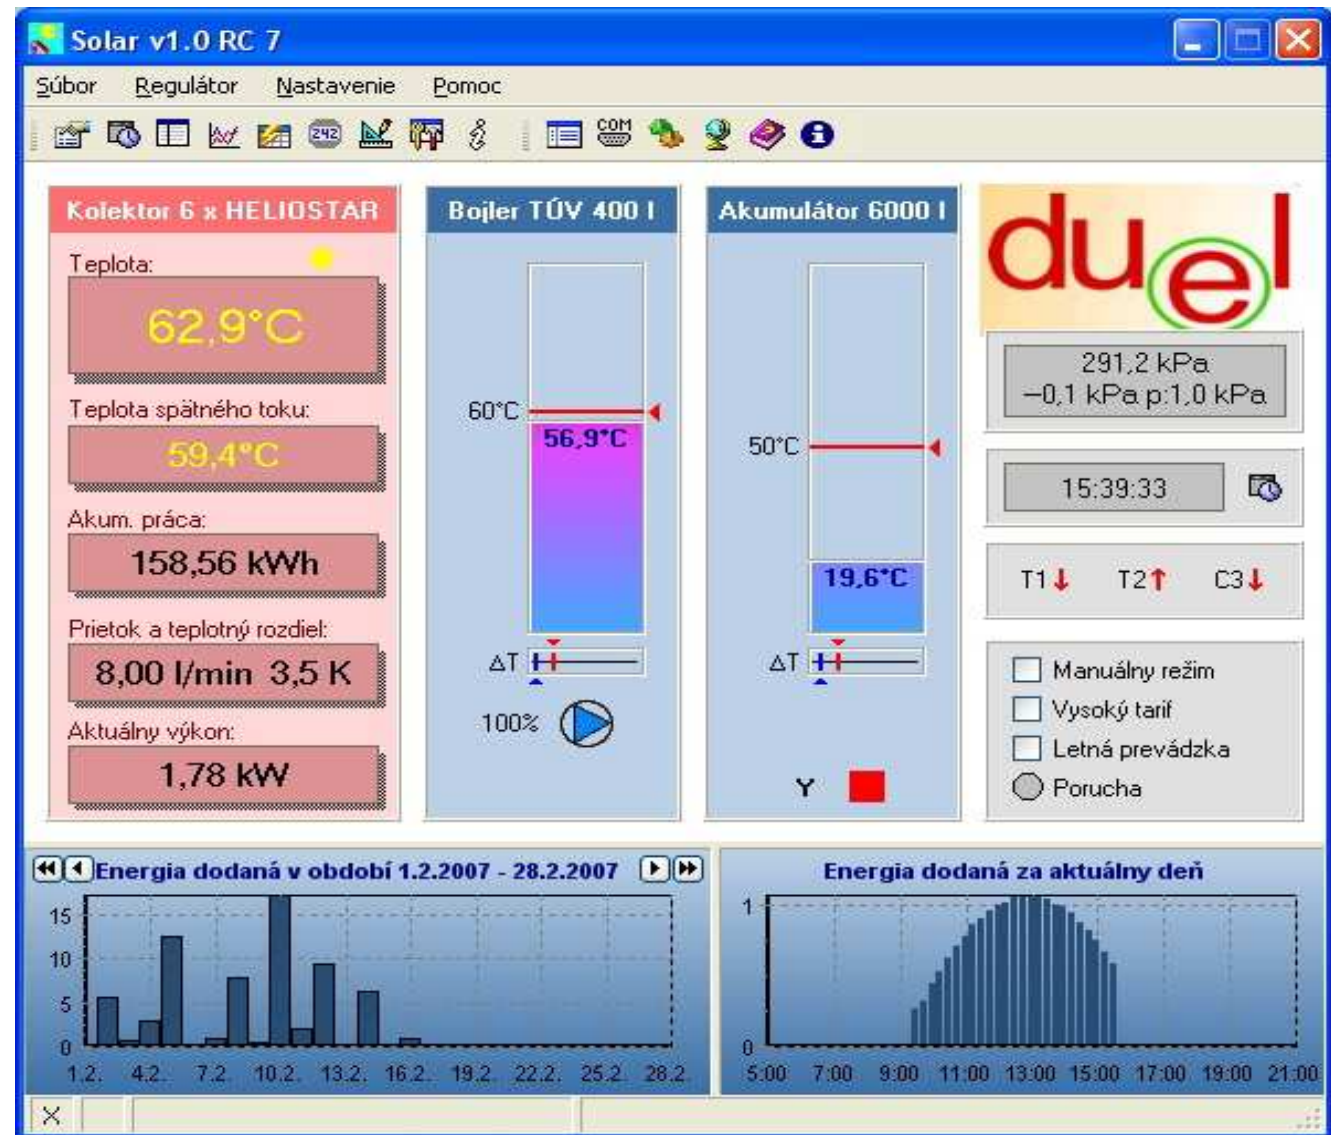 Solar v1.0 RC 7
Súbor Regulátor Nastavenie Pomoc
242 COM
Kolektor 6 x HELIOSTAR
Teplota:
62,9°C
Teplota spätného toku:
59,4°C
Akum. práca:
158,56 kWh
Prietok a teplotný rozdiel:
8,00 l/min 3,5 K
Aktuálny výkon:
1,78 kW
Bojler TÚV 400 l
60°C
56,9°C
ΔT
100%
Akumulátor 6000 l
50°C
19,6°C
ΔT
Y
duel
291,2 kPa
−0,1 kPa p:1,0 kPa
15:39:33
T1↓ T2↑ C3↓
Manuálny režim
Vysoký tarif
Letná prevádzka
Porucha
Energia dodaná v období 1.2.2007 - 28.2.2007
15
10
5
0
1.2. 4.2. 7.2. 10.2. 13.2. 16.2. 19.2. 22.2. 25.2. 28.2.
Energia dodaná za aktuálny deň
1
0
5:00 7:00 9:00 11:00 13:00 15:00 17:00 19:00 21:00